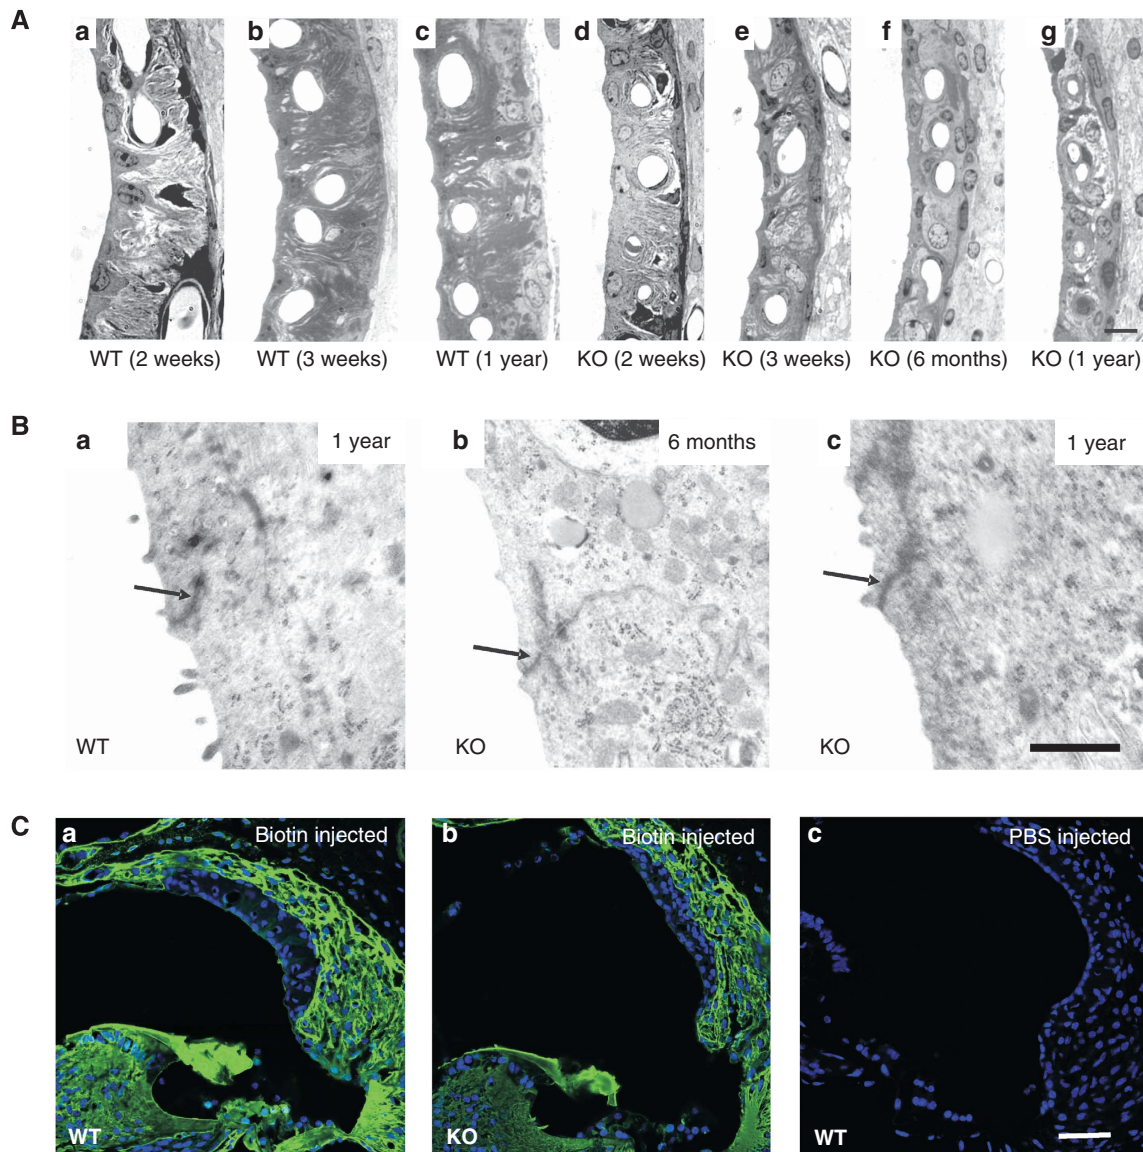 A
a b c d e f g
WT (2 weeks) WT (3 weeks) WT (1 year) KO (2 weeks) KO (3 weeks) KO (6 months) KO (1 year)
B
a 1 year b 6 months c 1 year
WT KO KO
C
a Biotin injected b Biotin injected c PBS injected
WT KO WT